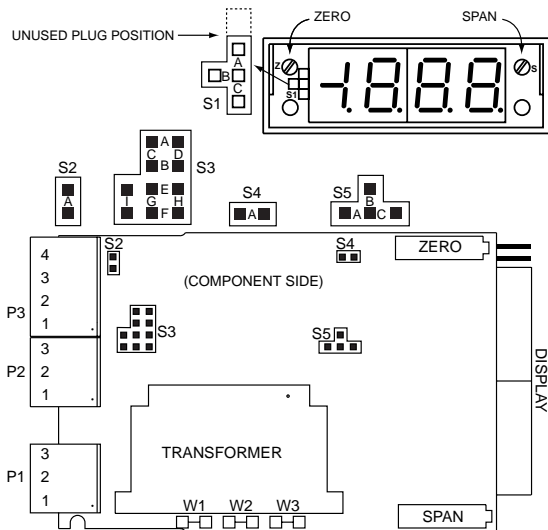 ZERO SPAN
UNUSED PLUG POSITION
A
B
C
S1
Z S1 S
-1.8.8.8
S2
A
A
C D
B
I E
G H
F
S3
S4
A
S5
B
A C
S2
S4
ZERO
(COMPONENT SIDE)
S3
S5
P3
4
3
2
1
P2
3
2
1
P1
3
2
1
DISPLAY
TRANSFORMER
W1 W2 W3
SPAN